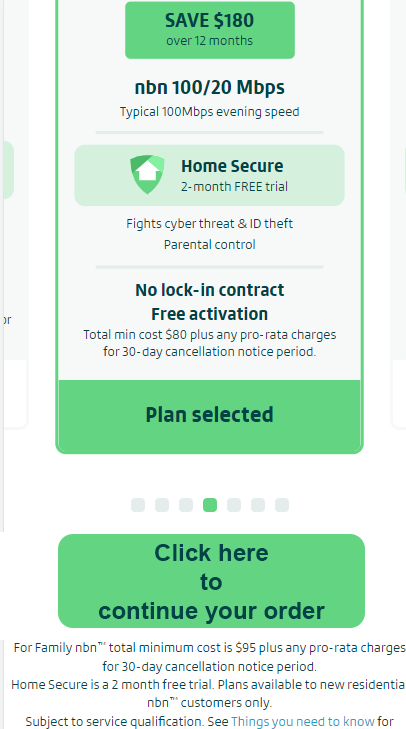 SAVE $180
over 12 months
nbn 100/20 Mbps
Typical 100Mbps evening speed
Home Secure
2-month FREE trial
Fights cyber threat & ID theft
Parental control
or
No lock-in contract
Free activation
Total min cost $80 plus any pro-rata charges
for 30-day cancellation notice period.
Plan selected
Click here
to
continue your order
For Family nbn™ total minimum cost is $95 plus any pro-rata charges
for 30-day cancellation notice period.
Home Secure is a 2 month free trial. Plans available to new residentia
nbn™ customers only.
Subject to service qualification. See Things you need to know for